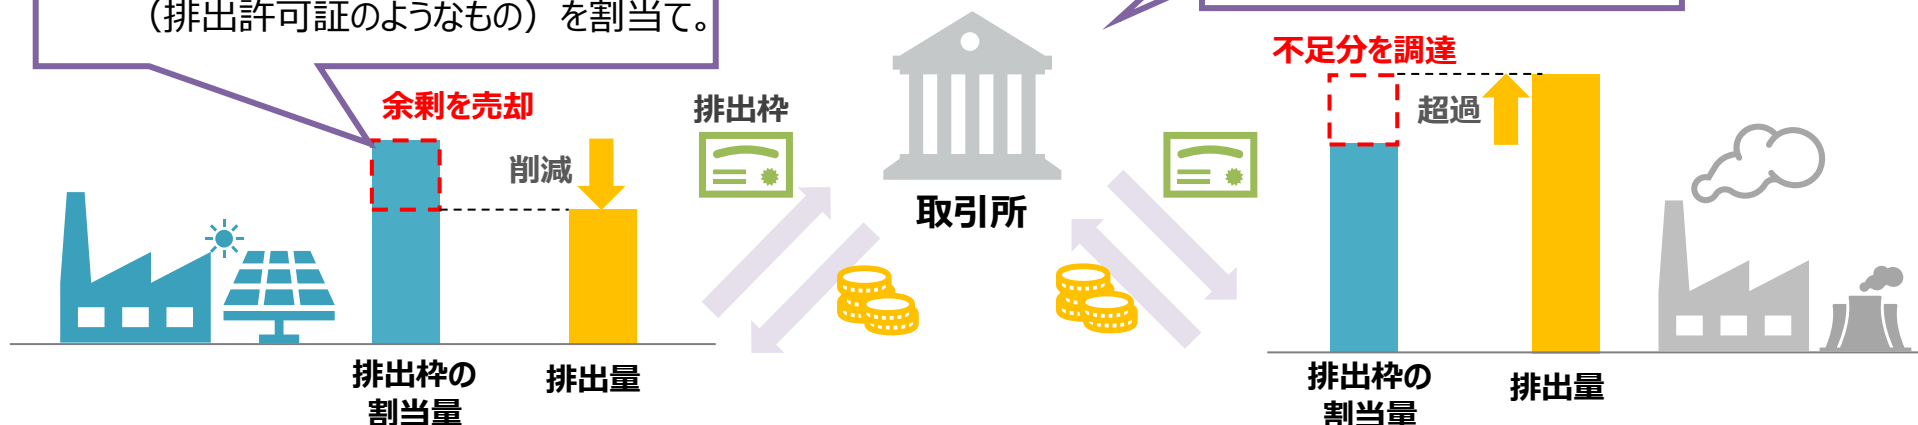 （排出許可証のようなもの）を割当て。
余剰を売却
削減
排出枠
取引所
不足分を調達
超過
排出枠の
割当量
排出量
排出枠の
割当量
排出量